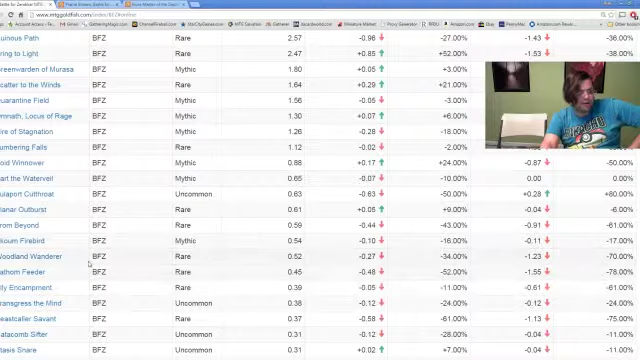 www.mtggoldfish.com/index/BFZ#online
uinous Path BFZ Rare 2.57 -0.96 -27.00% -1.43 -36.00%
ring to Light BFZ Rare 2.47 +0.85 +52.00% -1.53 -38.00%
reenwarden of Murasa BFZ Mythic 1.80 +0.05 +3.00%
catter to the Winds BFZ Rare 1.64 +0.29 +21.00%
uarantine Field BFZ Mythic 1.56 -0.05 -3.00%
mnath, Locus of Rage BFZ Mythic 1.30 +0.07 +6.00%
ire of Stagnation BFZ Mythic 1.26 -0.28 -18.00%
umbering Falls BFZ Rare 1.12 -0.02 -2.00%
oid Winnower BFZ Mythic 0.88 +0.17 +24.00% -0.87 -50.00%
art the Waterveil BFZ Mythic 0.65 -0.07 -10.00% 0.00 0.00%
ulaport Cutthroat BFZ Uncommon 0.63 -0.63 -50.00% +0.28 +80.00%
lanar Outburst BFZ Rare 0.61 +0.05 +9.00% -0.04 -6.00%
rom Beyond BFZ Rare 0.59 -0.44 -43.00% -0.91 -61.00%
koum Firebird BFZ Mythic 0.54 -0.10 -16.00% -0.11 -17.00%
Woodland Wanderer BFZ Rare 0.52 -0.27 -34.00% -1.23 -70.00%
athom Feeder BFZ Rare 0.45 -0.48 -52.00% -1.55 -78.00%
lly Encampment BFZ Rare 0.39 -0.05 -11.00% -0.61 -61.00%
ransgress the Mind BFZ Uncommon 0.38 -0.12 -24.00% -0.12 -24.00%
eastcaller Savant BFZ Rare 0.37 -0.58 -61.00% -1.13 -75.00%
atacomb Sifter BFZ Uncommon 0.31 -0.12 -28.00% -0.04 -11.00%
tasis Snare BFZ Rare 0.31 +0.02 +7.00% -0.04 -11.00%